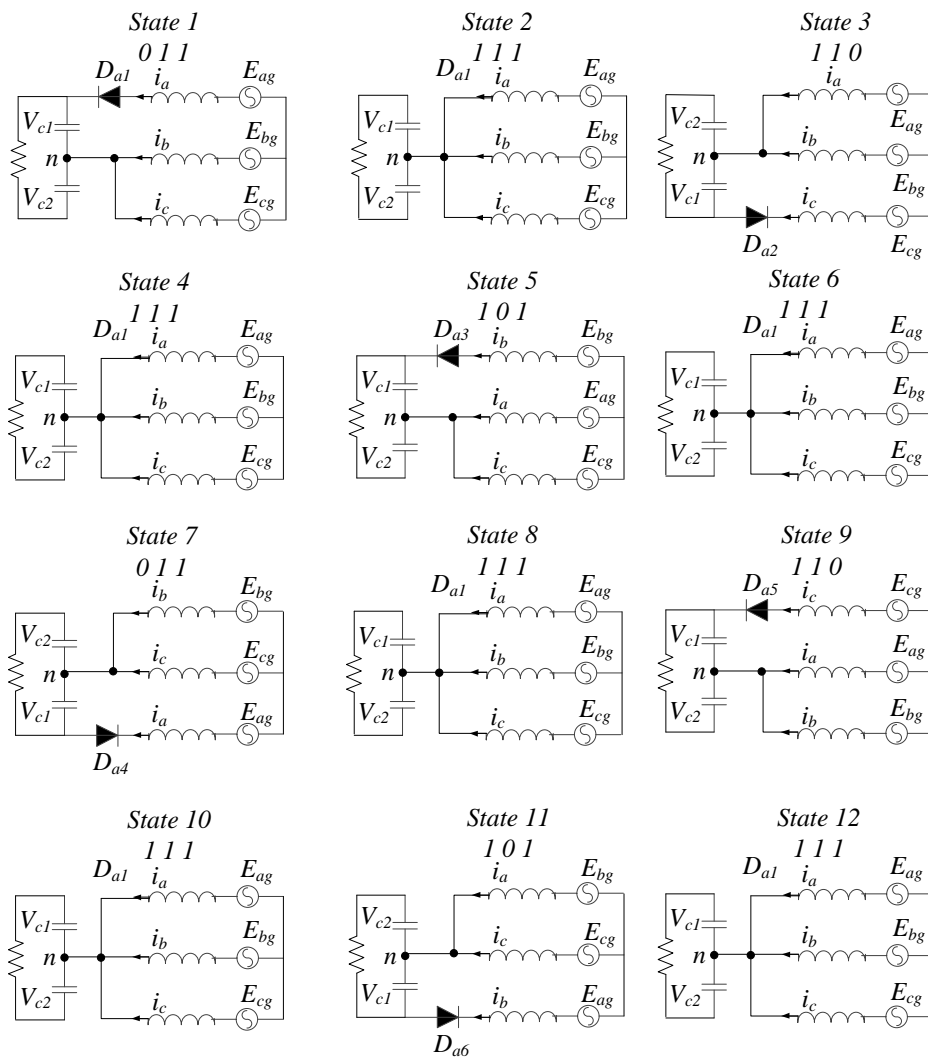 State 1
0 1 1
D_a1 i_a E_ag
V_c1
i_b E_bg
n
V_c2
i_c E_cg
State 2
1 1 1
D_a1 i_a E_ag
V_c1
i_b E_bg
n
V_c2
i_c E_cg
State 3
1 1 0
i_a
E_ag
V_c2
i_b
n
E_bg
V_c1
i_c
D_a2
E_cg
State 4
1 1 1
D_a1 i_a E_ag
V_c1
i_b E_bg
n
V_c2
i_c E_cg
State 5
1 0 1
D_a3 i_b E_bg
V_c1
i_a E_ag
n
V_c2
i_c E_cg
State 6
1 1 1
D_a1 i_a E_ag
V_c1
i_b E_bg
n
V_c2
i_c E_cg
State 7
0 1 1
i_b E_bg
V_c2
i_c E_cg
n
V_c1
i_a E_ag
D_a4
State 8
1 1 1
D_a1 i_a E_ag
V_c1
i_b E_bg
n
V_c2
i_c E_cg
State 9
1 1 0
D_a5 i_c E_cg
V_c1
i_a E_ag
n
V_c2
i_b E_bg
State 10
1 1 1
D_a1 i_a E_ag
V_c1
i_b E_bg
n
V_c2
i_c E_cg
State 11
1 0 1
i_a E_bg
V_c2
i_c E_cg
n
V_c1
i_b E_ag
D_a6
State 12
1 1 1
D_a1 i_a E_ag
V_c1
i_b E_bg
n
V_c2
i_c E_cg